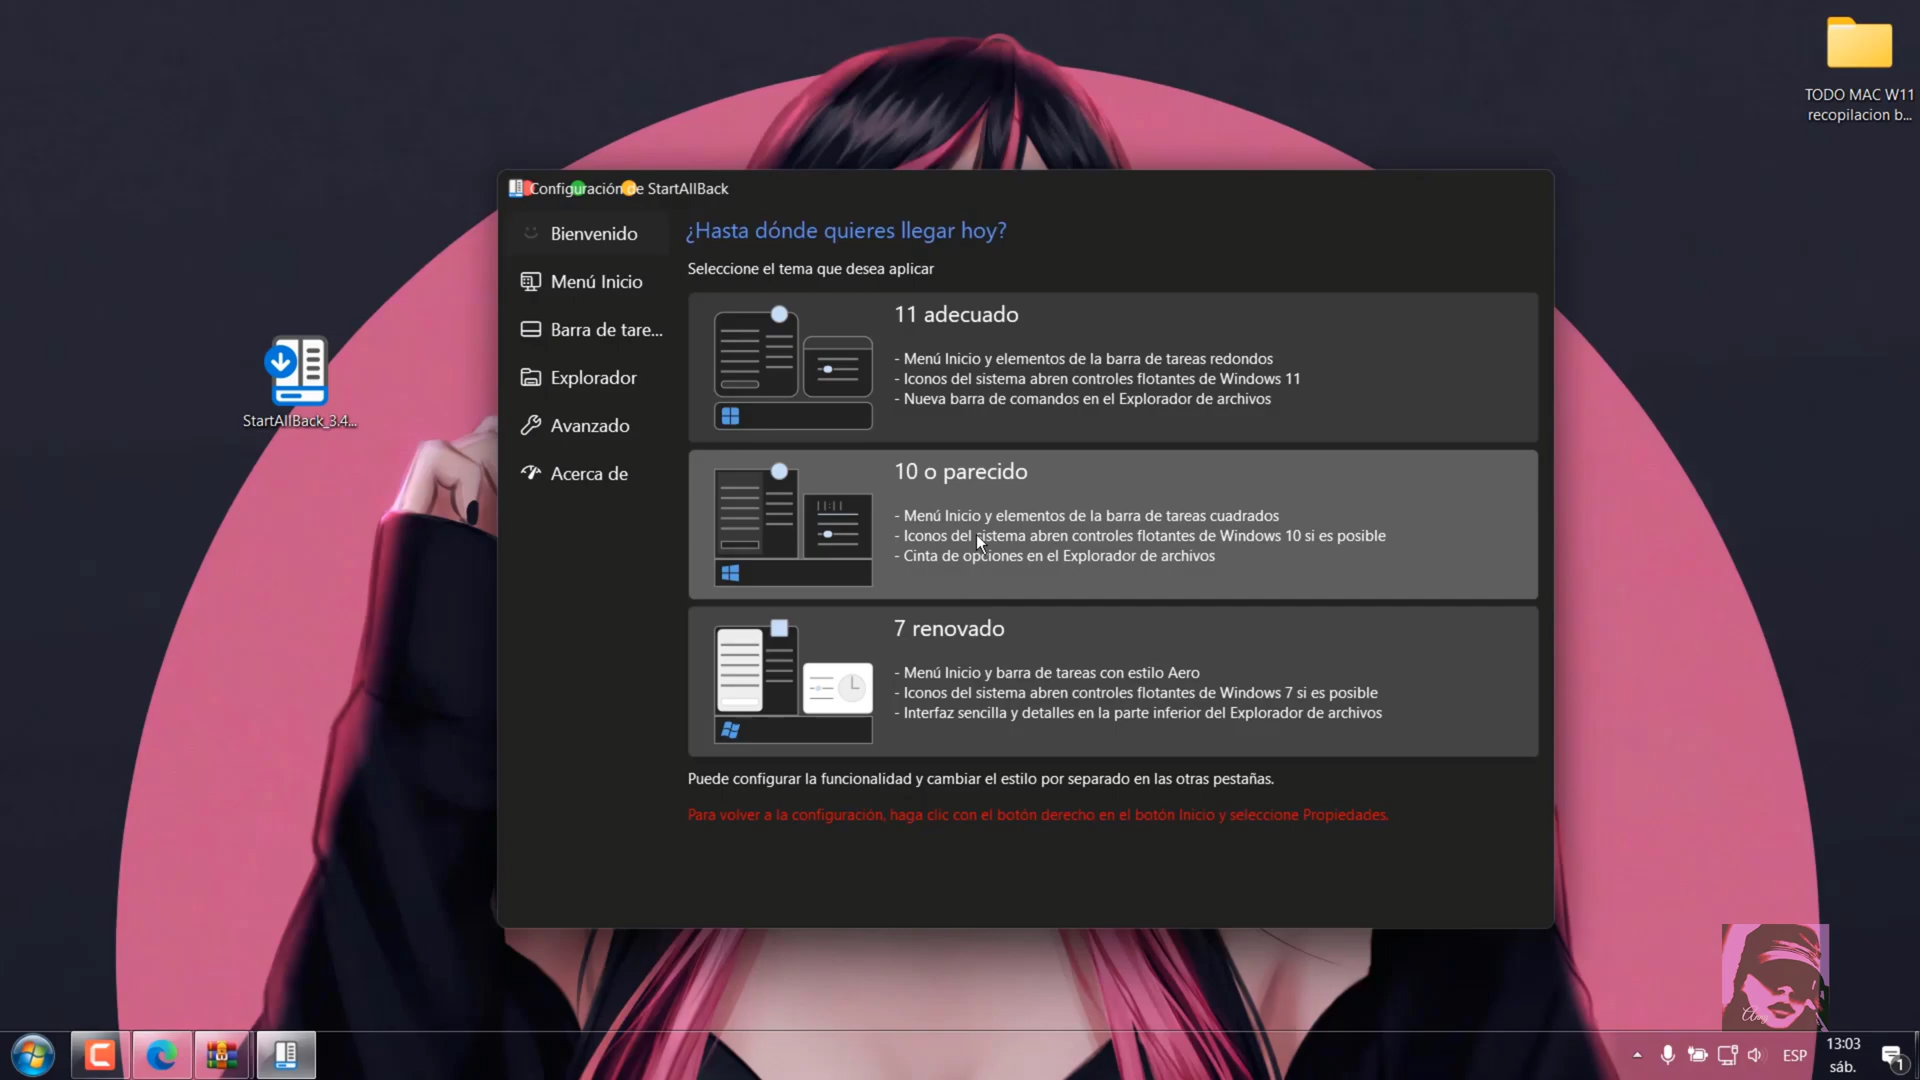 TODO MAC W11
recopilacion b...
Configuración de StartAllBack
Bienvenido
Menú Inicio
Barra de tare...
Explorador
Avanzado
Acerca de
¿Hasta dónde quieres llegar hoy?
Seleccione el tema que desea aplicar
11 adecuado
- Menú Inicio y elementos de la barra de tareas redondos
- Iconos del sistema abren controles flotantes de Windows 11
- Nueva barra de comandos en el Explorador de archivos
11:11
10 o parecido
- Menú Inicio y elementos de la barra de tareas cuadrados
- Iconos del sistema abren controles flotantes de Windows 10 si es posible
- Cinta de opciones en el Explorador de archivos
7 renovado
- Menú Inicio y barra de tareas con estilo Aero
- Iconos del sistema abren controles flotantes de Windows 7 si es posible
- Interfaz sencilla y detalles en la parte inferior del Explorador de archivos
Puede configurar la funcionalidad y cambiar el estilo por separado en las otras pestañas.
Para volver a la configuración, haga clic con el botón derecho en el botón Inicio y seleccione Propiedades.
StartAllBack_3.4...
ESP
13:03
sáb.
1